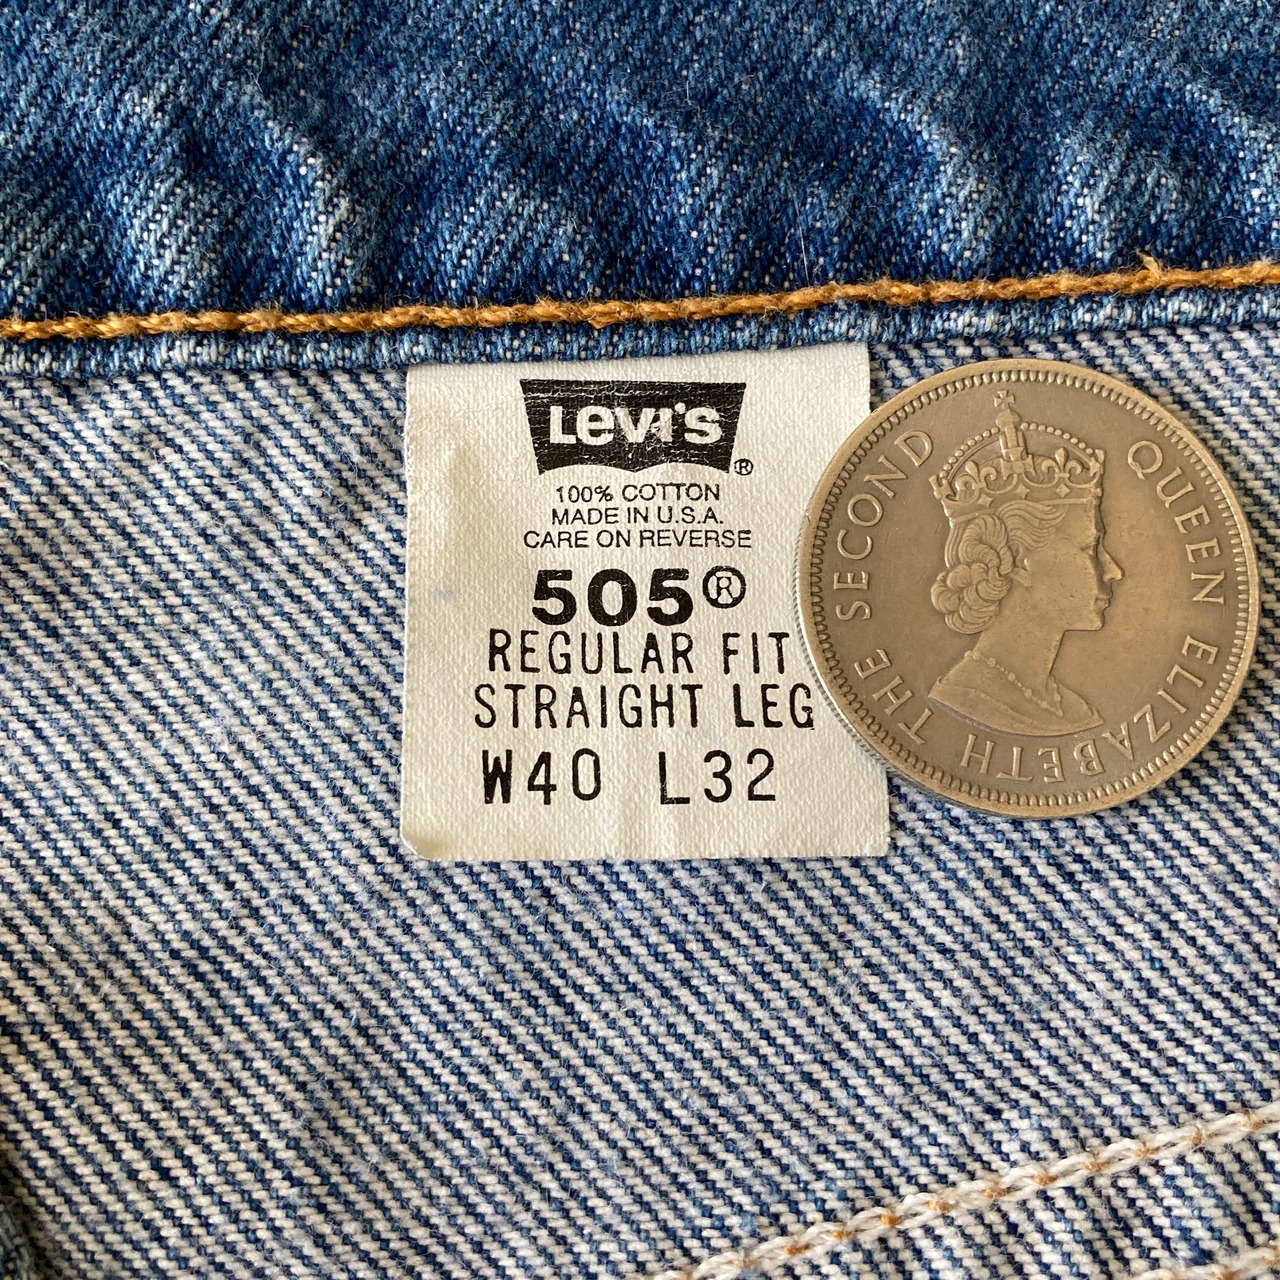 Levi's®
100% COTTON
MADE IN U.S.A.
CARE ON REVERSE
505®
REGULAR FIT
STRAIGHT LEG
W40 L32
QUEEN ELIZABETH THE SECOND